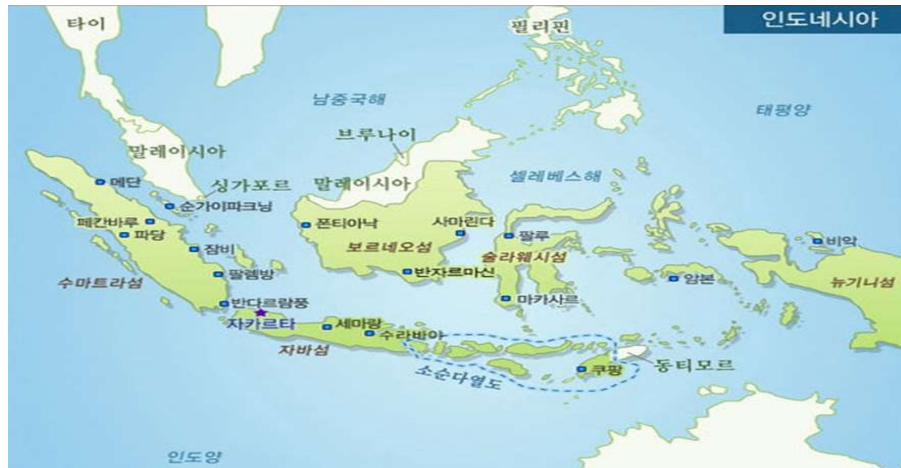 인도네시아
타이
필리핀
남중국해
태평양
브루나이
말레이시아
말레이시아
셀레베스해
메단
싱가포르
순가이파크닝
페칸바루
폰티아낙
사마린다
파당
팔루
비악
잠비
보르네오섬
술라웨시섬
팔렘방
반자르마신
암본
수마트라섬
뉴기니섬
반다르람풍
마카사르
자카르타
세마랑
수라바야
자바섬
동티모르
쿠팡
소순다열도
인도양